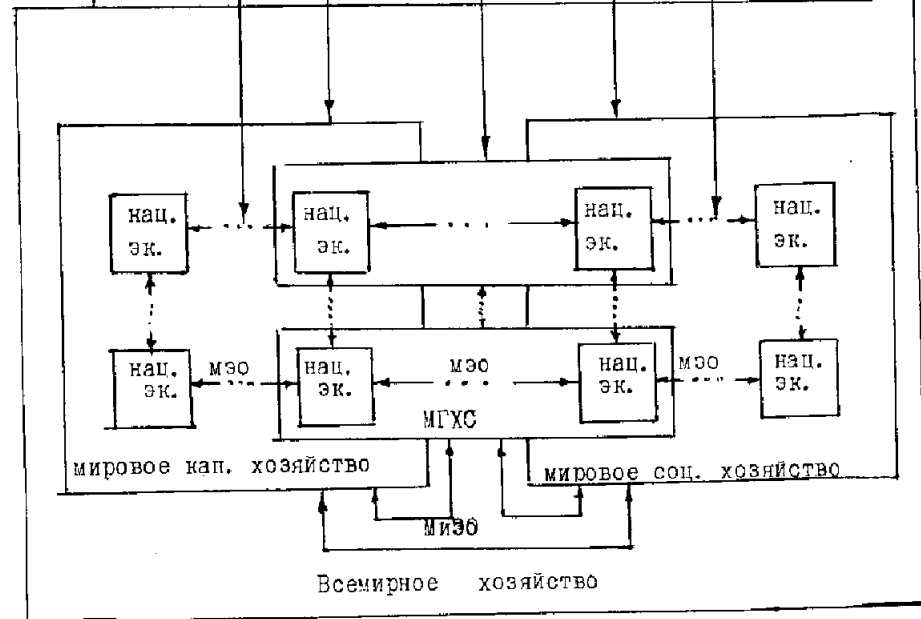 нац. нац. нац. нац.
эк. эк. эк. эк.
нац. мэо нац. мэо нац. мэо нац.
эк. эк. эк. эк.
МГХС
мировое кап. хозяйство мировое соц. хозяйство
МиЭО
Всемирное хозяйство